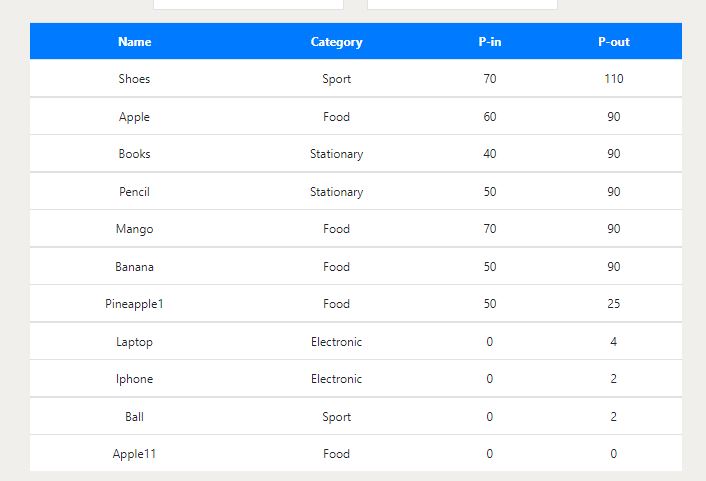 Name Category P-in P-out
Shoes Sport 70 110
Apple Food 60 90
Books Stationary 40 90
Pencil Stationary 50 90
Mango Food 70 90
Banana Food 50 90
Pineapple1 Food 50 25
Laptop Electronic 0 4
Iphone Electronic 0 2
Ball Sport 0 2
Apple11 Food 0 0